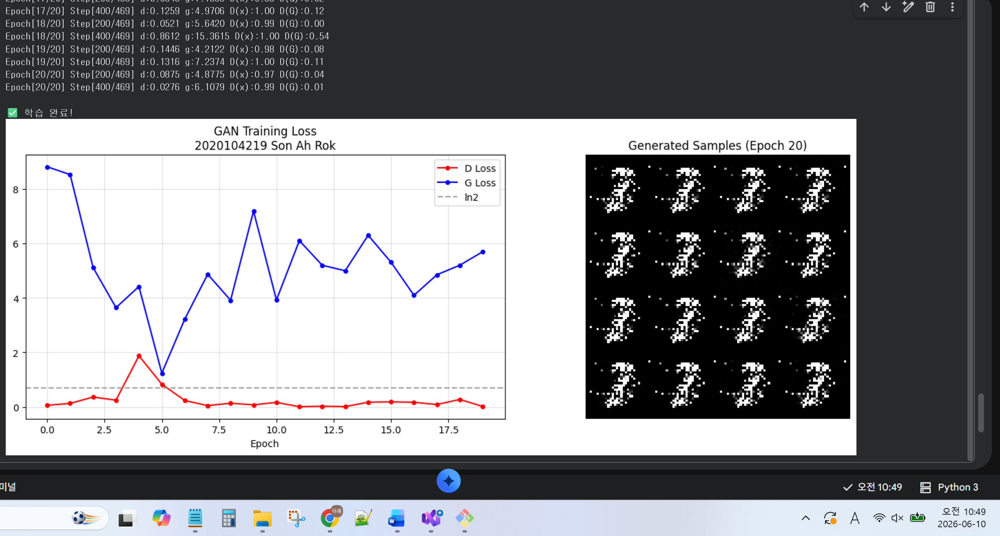 Epoch[17/20] Step[400/469] d:0.1259 g:4.9706 D(x):1.00 D(G):0.12
Epoch[18/20] Step[200/469] d:0.0521 g:5.6420 D(x):0.99 D(G):0.00
Epoch[18/20] Step[400/469] d:0.8612 g:15.3615 D(x):1.00 D(G):0.54
Epoch[19/20] Step[200/469] d:0.1446 g:4.2122 D(x):0.98 D(G):0.08
Epoch[19/20] Step[400/469] d:0.1316 g:7.2374 D(x):1.00 D(G):0.11
Epoch[20/20] Step[200/469] d:0.0875 g:4.8775 D(x):0.97 D(G):0.04
Epoch[20/20] Step[400/469] d:0.0276 g:6.1079 D(x):0.99 D(G):0.01
✅ 학습 완료!
GAN Training Loss
2020104219 Son Ah Rok
D Loss
G Loss
ln2
8
6
4
2
0
0.0 2.5 5.0 7.5 10.0 12.5 15.0 17.5
Epoch
Generated Samples (Epoch 20)
미널
오전 10:49
Python 3
아록
W
A
오전 10:49
2026-06-10